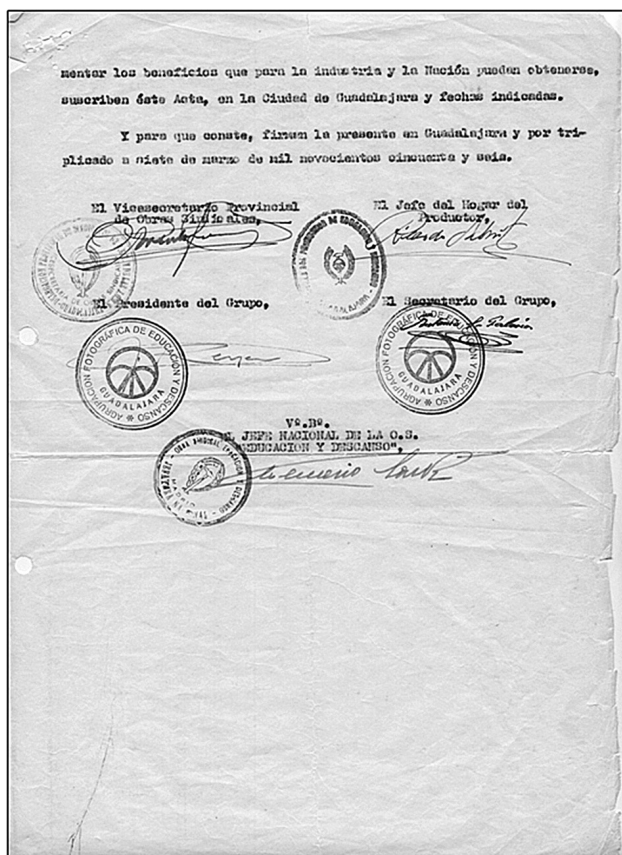 mentar los beneficios que para la industria y la Nación puedan obtenerse,
suscriben éste Acta, en la Ciudad de Guadalajara y fechas indicadas.
Y para que conste, firman la presente en Guadalajara y por tri-
plicado a siete de marzo de mil novecientos cincuenta y seis.
El Vicesecretario Provincial
de Obras Sindicales,
El Jefe del Hogar del
Productor,
El Presidente del Grupo,
El Secretario del Grupo,
AGRUPACIÓN FOTOGRÁFICA DE EDUCACIÓN Y DESCANSO
GUADALAJARA
AGRUPACIÓN FOTOGRÁFICA DE EDUCACIÓN Y DESCANSO
GUADALAJARA
Vº.Bº.
EL JEFE NACIONAL DE LA O.S.
"EDUCACION Y DESCANSO",